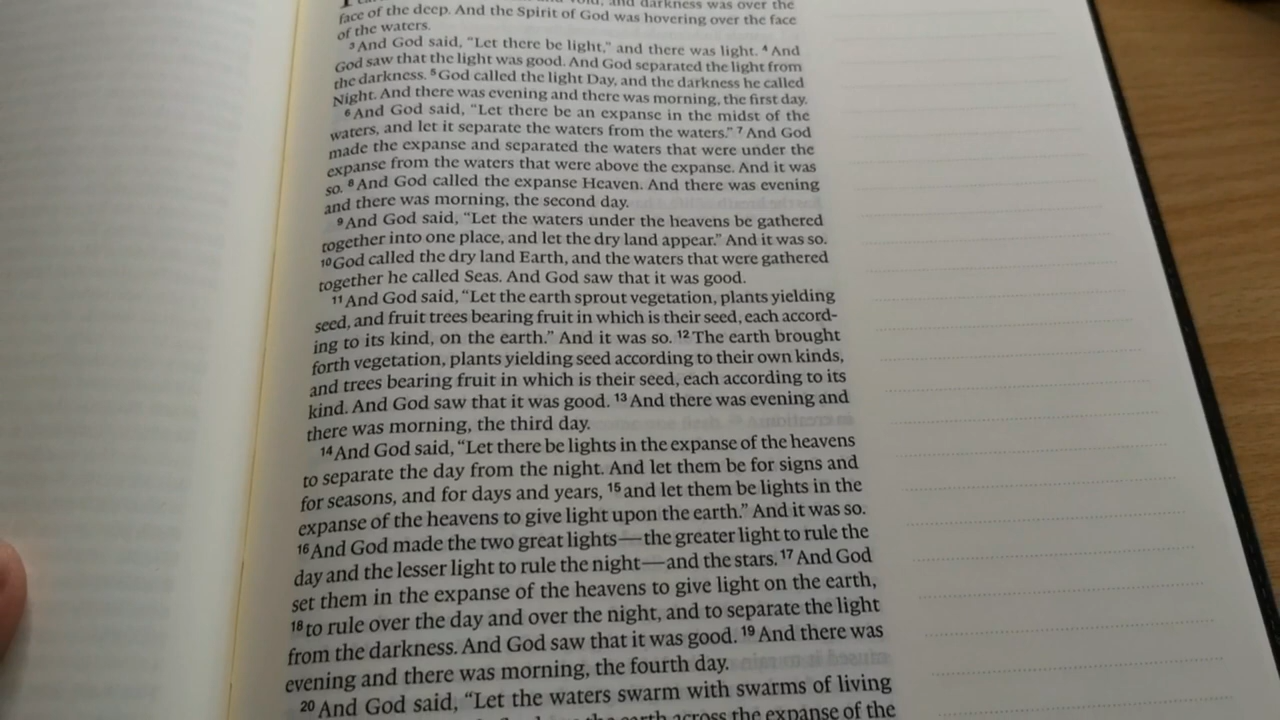 and darkness was over the
face of the deep. And the Spirit of God was hovering over the face
of the waters.
3 And God said, “Let there be light,” and there was light. 4 And
God saw that the light was good. And God separated the light from
the darkness. 5 God called the light Day, and the darkness he called
Night. And there was evening and there was morning, the first day.
6 And God said, “Let there be an expanse in the midst of the
waters, and let it separate the waters from the waters.” 7 And God
made the expanse and separated the waters that were under the
expanse from the waters that were above the expanse. And it was
so. 8 And God called the expanse Heaven. And there was evening
and there was morning, the second day.
9 And God said, “Let the waters under the heavens be gathered
together into one place, and let the dry land appear.” And it was so.
10 God called the dry land Earth, and the waters that were gathered
together he called Seas. And God saw that it was good.
11 And God said, “Let the earth sprout vegetation, plants yielding
seed, and fruit trees bearing fruit in which is their seed, each accord-
ing to its kind, on the earth.” And it was so. 12 The earth brought
forth vegetation, plants yielding seed according to their own kinds,
and trees bearing fruit in which is their seed, each according to its
kind. And God saw that it was good. 13 And there was evening and
there was morning, the third day.
14 And God said, “Let there be lights in the expanse of the heavens
to separate the day from the night. And let them be for signs and
for seasons, and for days and years, 15 and let them be lights in the
expanse of the heavens to give light upon the earth.” And it was so.
16 And God made the two great lights—the greater light to rule the
day and the lesser light to rule the night—and the stars. 17 And God
set them in the expanse of the heavens to give light on the earth,
18 to rule over the day and over the night, and to separate the light
from the darkness. And God saw that it was good. 19 And there was
evening and there was morning, the fourth day.
20 And God said, “Let the waters swarm with swarms of living
the earth across the expanse of the